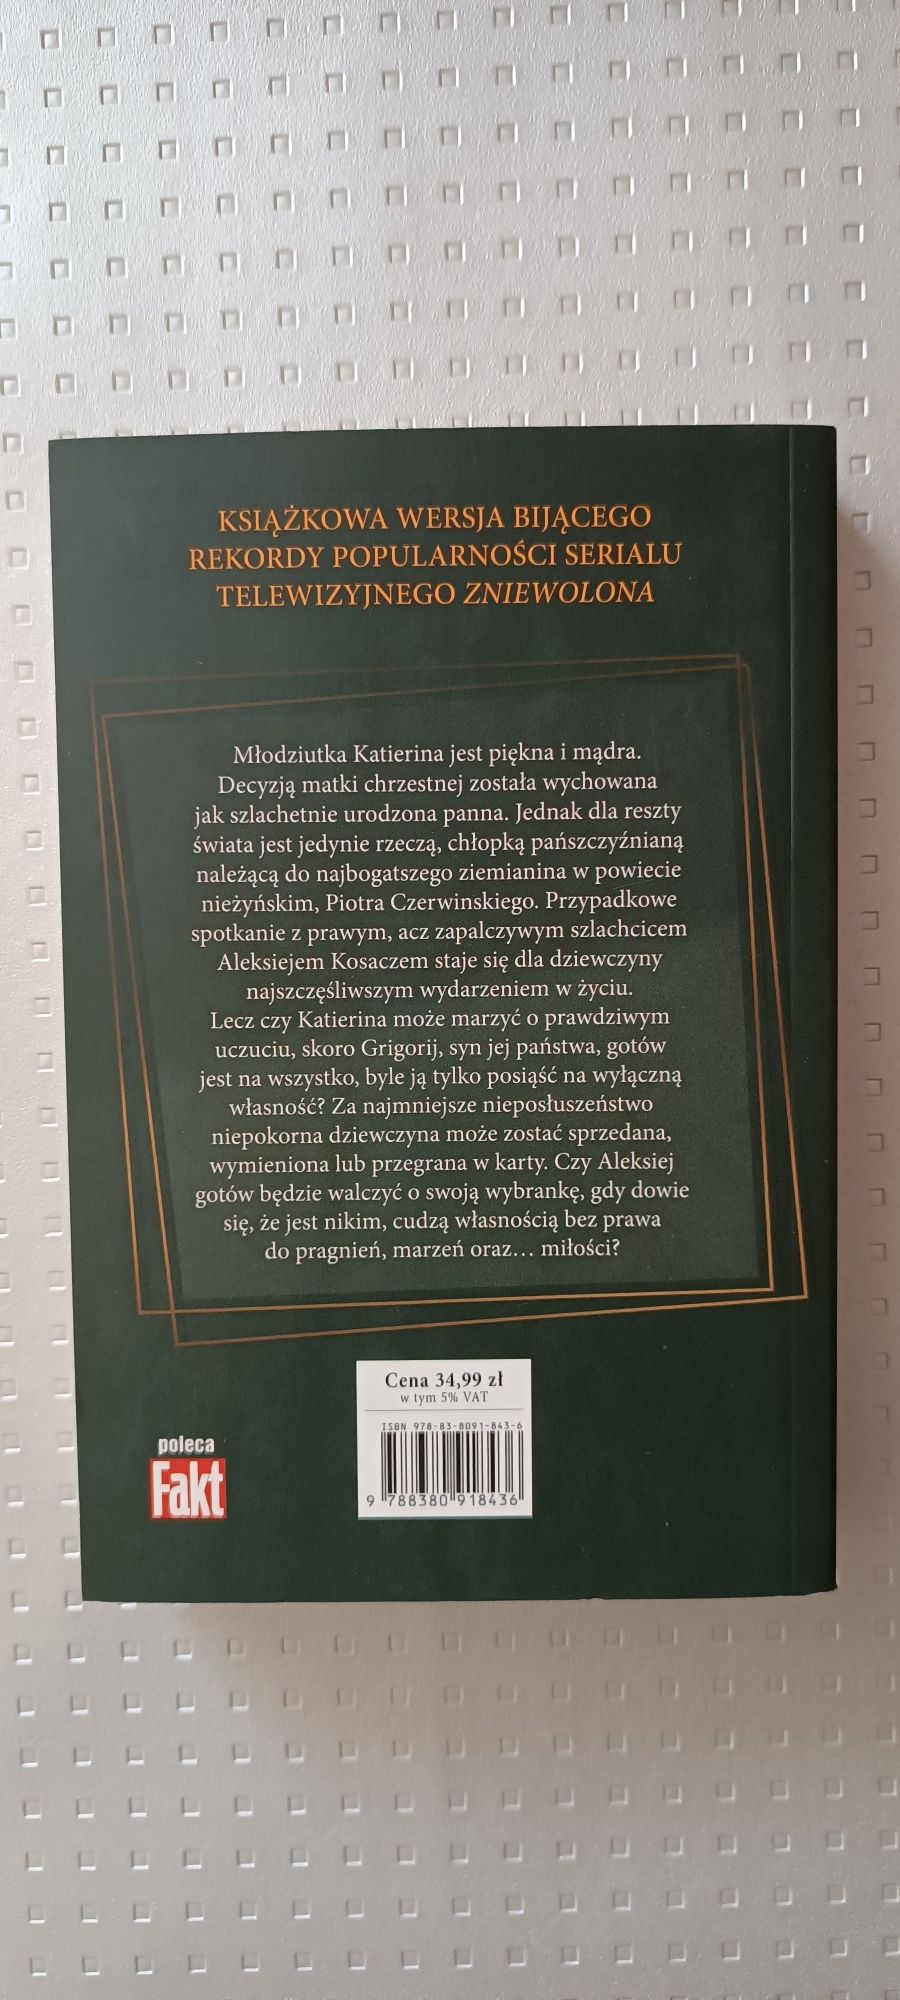 KSIĄŻKOWA WERSJA BIJĄCEGO
REKORDY POPULARNOŚCI SERIALU
TELEWIZYJNEGO ZNIEWOLONA
Młodziutka Katierina jest piękna i mądra.
Decyzją matki chrzestnej została wychowana
jak szlachetnie urodzona panna. Jednak dla reszty
świata jest jedynie rzeczą, chłopką pańszczyźnianą
należącą do najbogatszego ziemianina w powiecie
nieżyńskim, Piotra Czerwinskiego. Przypadkowe
spotkanie z prawym, acz zapalczywym szlachcicem
Aleksiejem Kosaczem staje się dla dziewczyny
najszczęśliwszym wydarzeniem w życiu.
Lecz czy Katierina może marzyć o prawdziwym
uczuciu, skoro Grigorij, syn jej państwa, gotów
jest na wszystko, byle ją tylko posiąść na wyłączną
własność? Za najmniejsze nieposłuszeństwo
niepokorna dziewczyna może zostać sprzedana,
wymieniona lub przegrana w karty. Czy Aleksiej
gotów będzie walczyć o swoją wybrankę, gdy dowie
się, że jest nikim, cudzą własnością bez prawa
do pragnień, marzeń oraz… miłości?
Cena 34,99 zł
w tym 5% VAT
ISBN 978-83-8091-843-6
9 788380 918436
poleca
Fakt